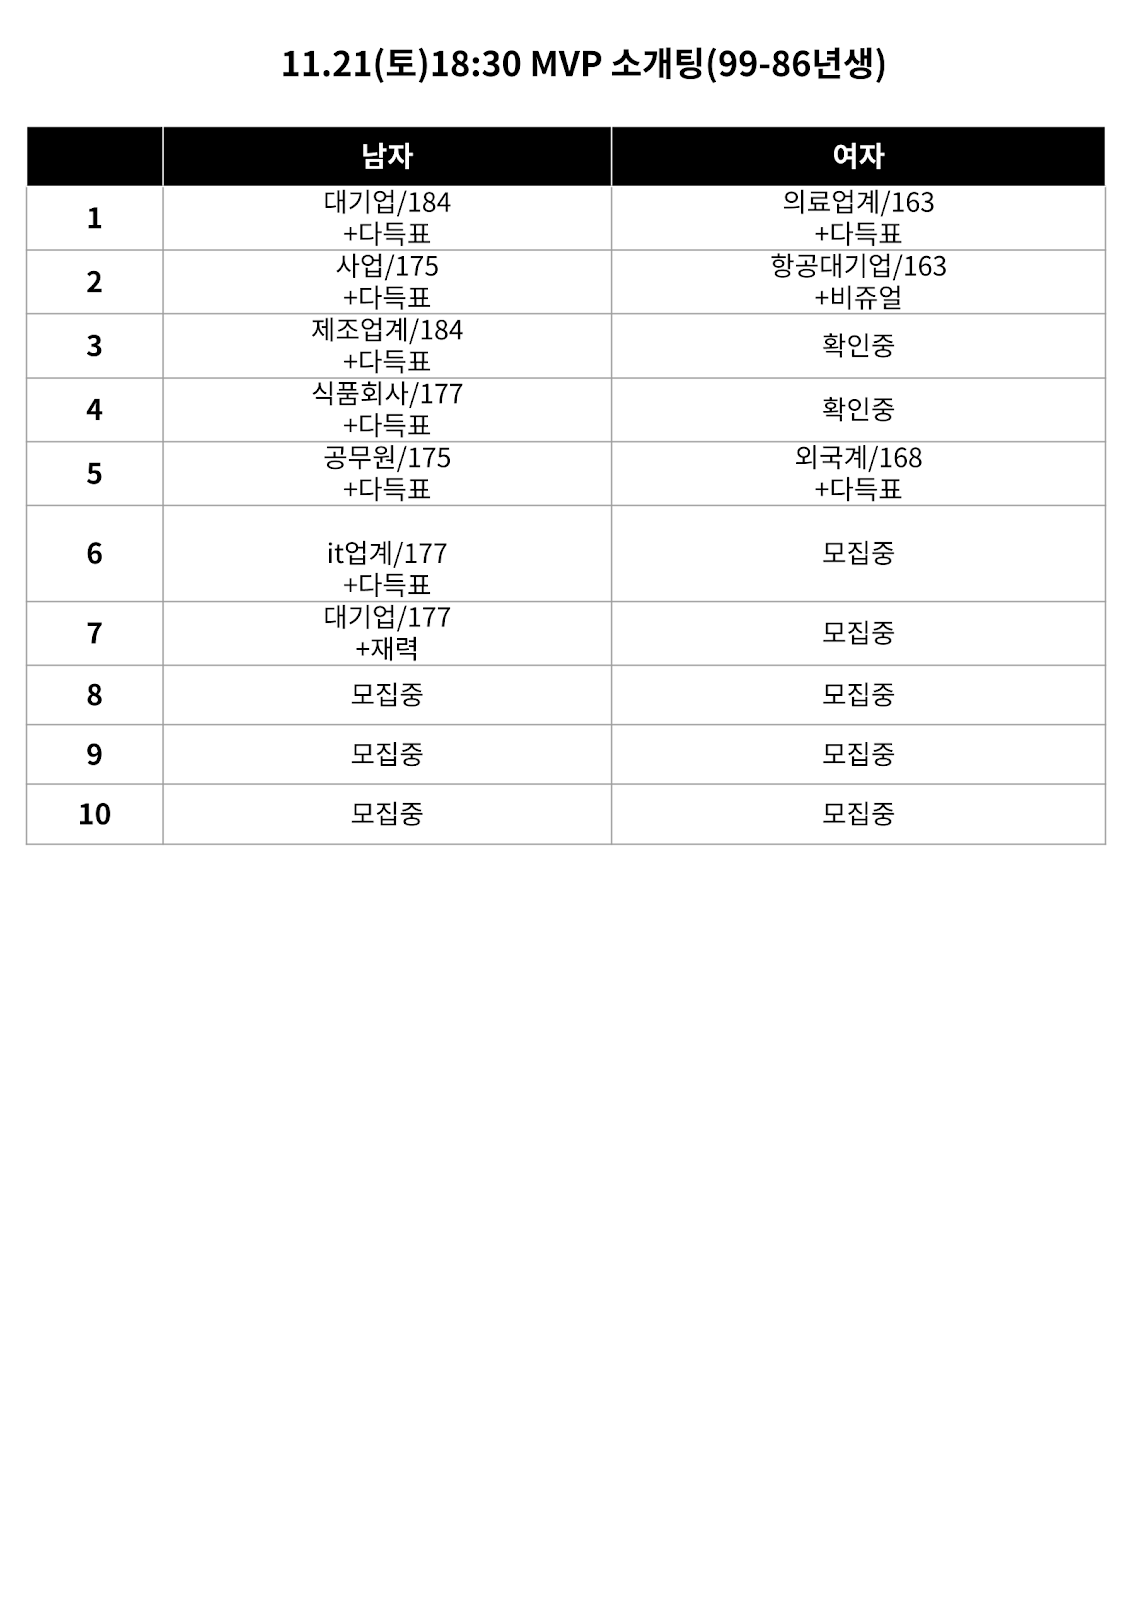 11.21(토)18:30 MVP 소개팅(99-86년생)
남자 여자
1 대기업/184 +다득표 의료업계/163 +다득표
2 사업/175 +다득표 항공대기업/163 +비쥬얼
3 제조업계/184 +다득표 확인중
4 식품회사/177 +다득표 확인중
5 공무원/175 +다득표 외국계/168 +다득표
6 it업계/177 +다득표 모집중
7 대기업/177 +재력 모집중
8 모집중 모집중
9 모집중 모집중
10 모집중 모집중